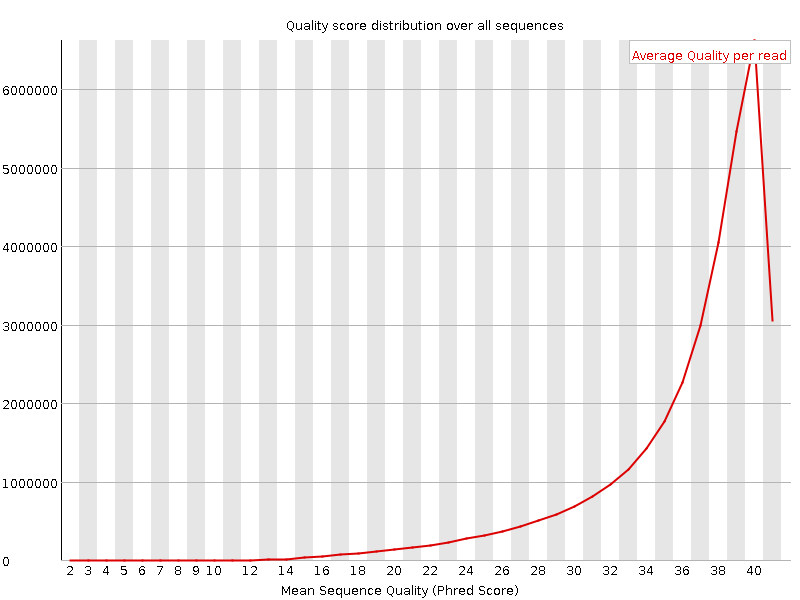 Quality score distribution over all sequences
Average Quality per read
6000000
5000000
4000000
3000000
2000000
1000000
0
2 3 4 5 6 7 8 9 10 12 14 16 18 20 22 24 26 28 30 32 34 36 38 40
Mean Sequence Quality (Phred Score)